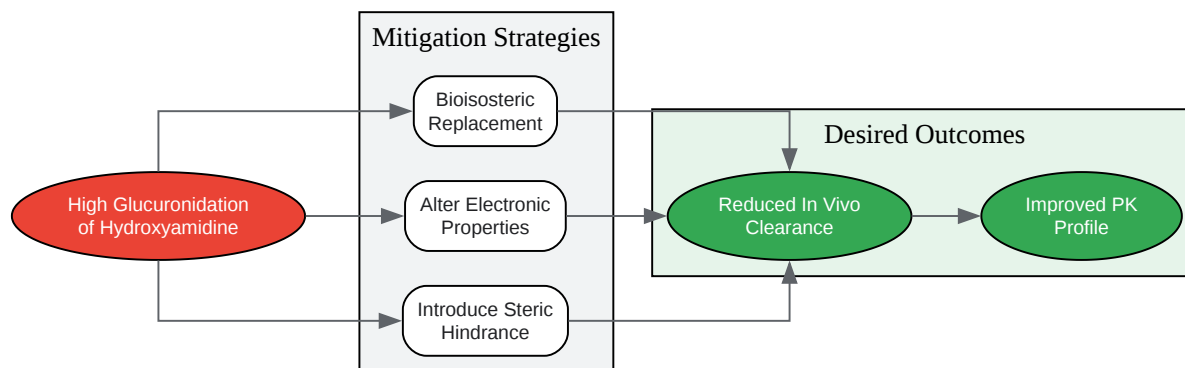 Mitigation Strategies
Bioisosteric
Replacement
Desired Outcomes
High Glucuronidation
of Hydroxyamidine
Alter Electronic
Properties
Reduced In Vivo
Clearance
Improved PK
Profile
Introduce Steric
Hindrance